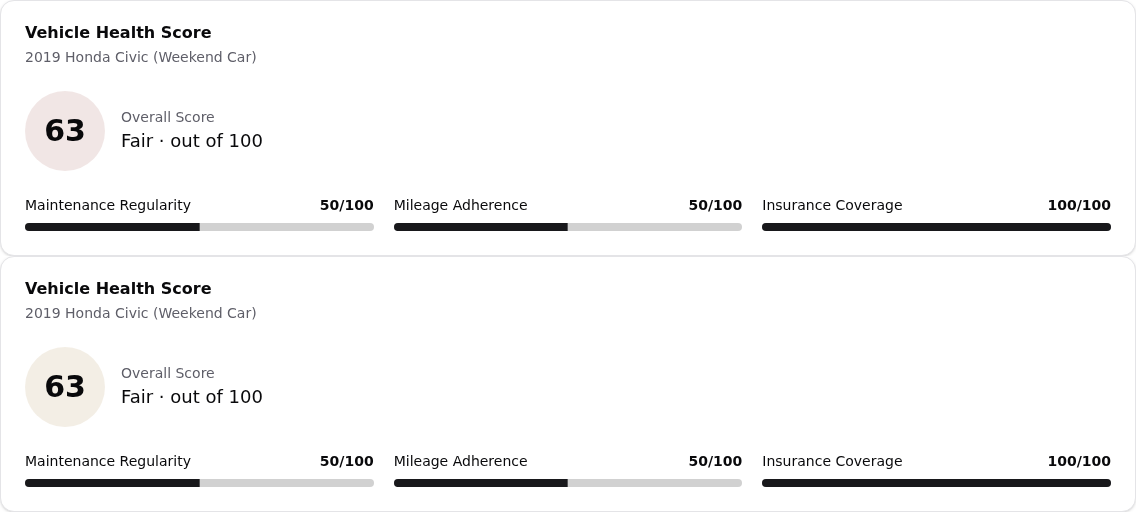 Vehicle Health Score
2019 Honda Civic (Weekend Car)
63
Overall Score
Fair · out of 100
Maintenance Regularity 50/100
Mileage Adherence 50/100
Insurance Coverage 100/100
Vehicle Health Score
2019 Honda Civic (Weekend Car)
63
Overall Score
Fair · out of 100
Maintenance Regularity 50/100
Mileage Adherence 50/100
Insurance Coverage 100/100